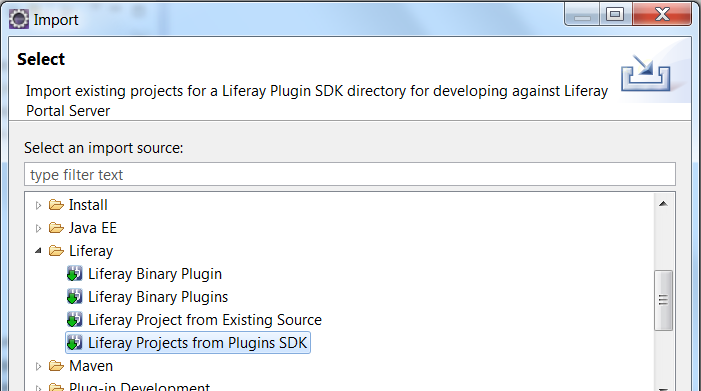 Import
Select
Import existing projects for a Liferay Plugin SDK directory for developing against Liferay
Portal Server
Select an import source:
type filter text
Install
Java EE
Liferay
Liferay Binary Plugin
Liferay Binary Plugins
Liferay Project from Existing Source
Liferay Projects from Plugins SDK
Maven
Plug-in Development